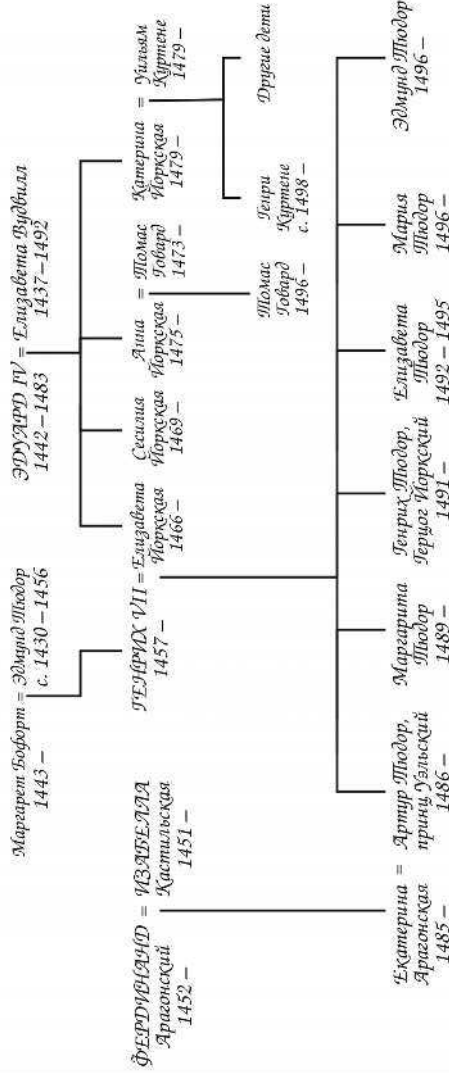 Маргарет Бофорт = Эдмунд Тюдор
1443 –
с. 1430–1456
ЭДУАРД IV = Елизавета Вудвилл
1442–1483
1437–1492
ФЕРДИНАНД = ИЗАБЕЛЛА
Арагонский
Кастильская
1452 –
1451 –
ГЕНРИХ VII = Елизавета
Йоркская
1457 –
1466 –
Сесилия
Йоркская
1469 –
Анна
Йоркская
1475 –
= Томас
Говард
1473 –
Катерина
Йоркская
1479 –
= Уильям
Куртене
1479 –
Томас
Говард
1496 –
Генри
Куртене
с. 1498 –
Другие дети
Екатерина =
Арагонская
1485 –
Артур Тюдор,
принц Уэльский
1486 –
Маргарита
Тюдор
1489 –
Генрих Тюдор,
Герцог Йоркский
1491 –
Елизавета
Тюдор
1492 – 1495
Мария
Тюдор
1496 –
Эдмунд Тюдор
1496 –